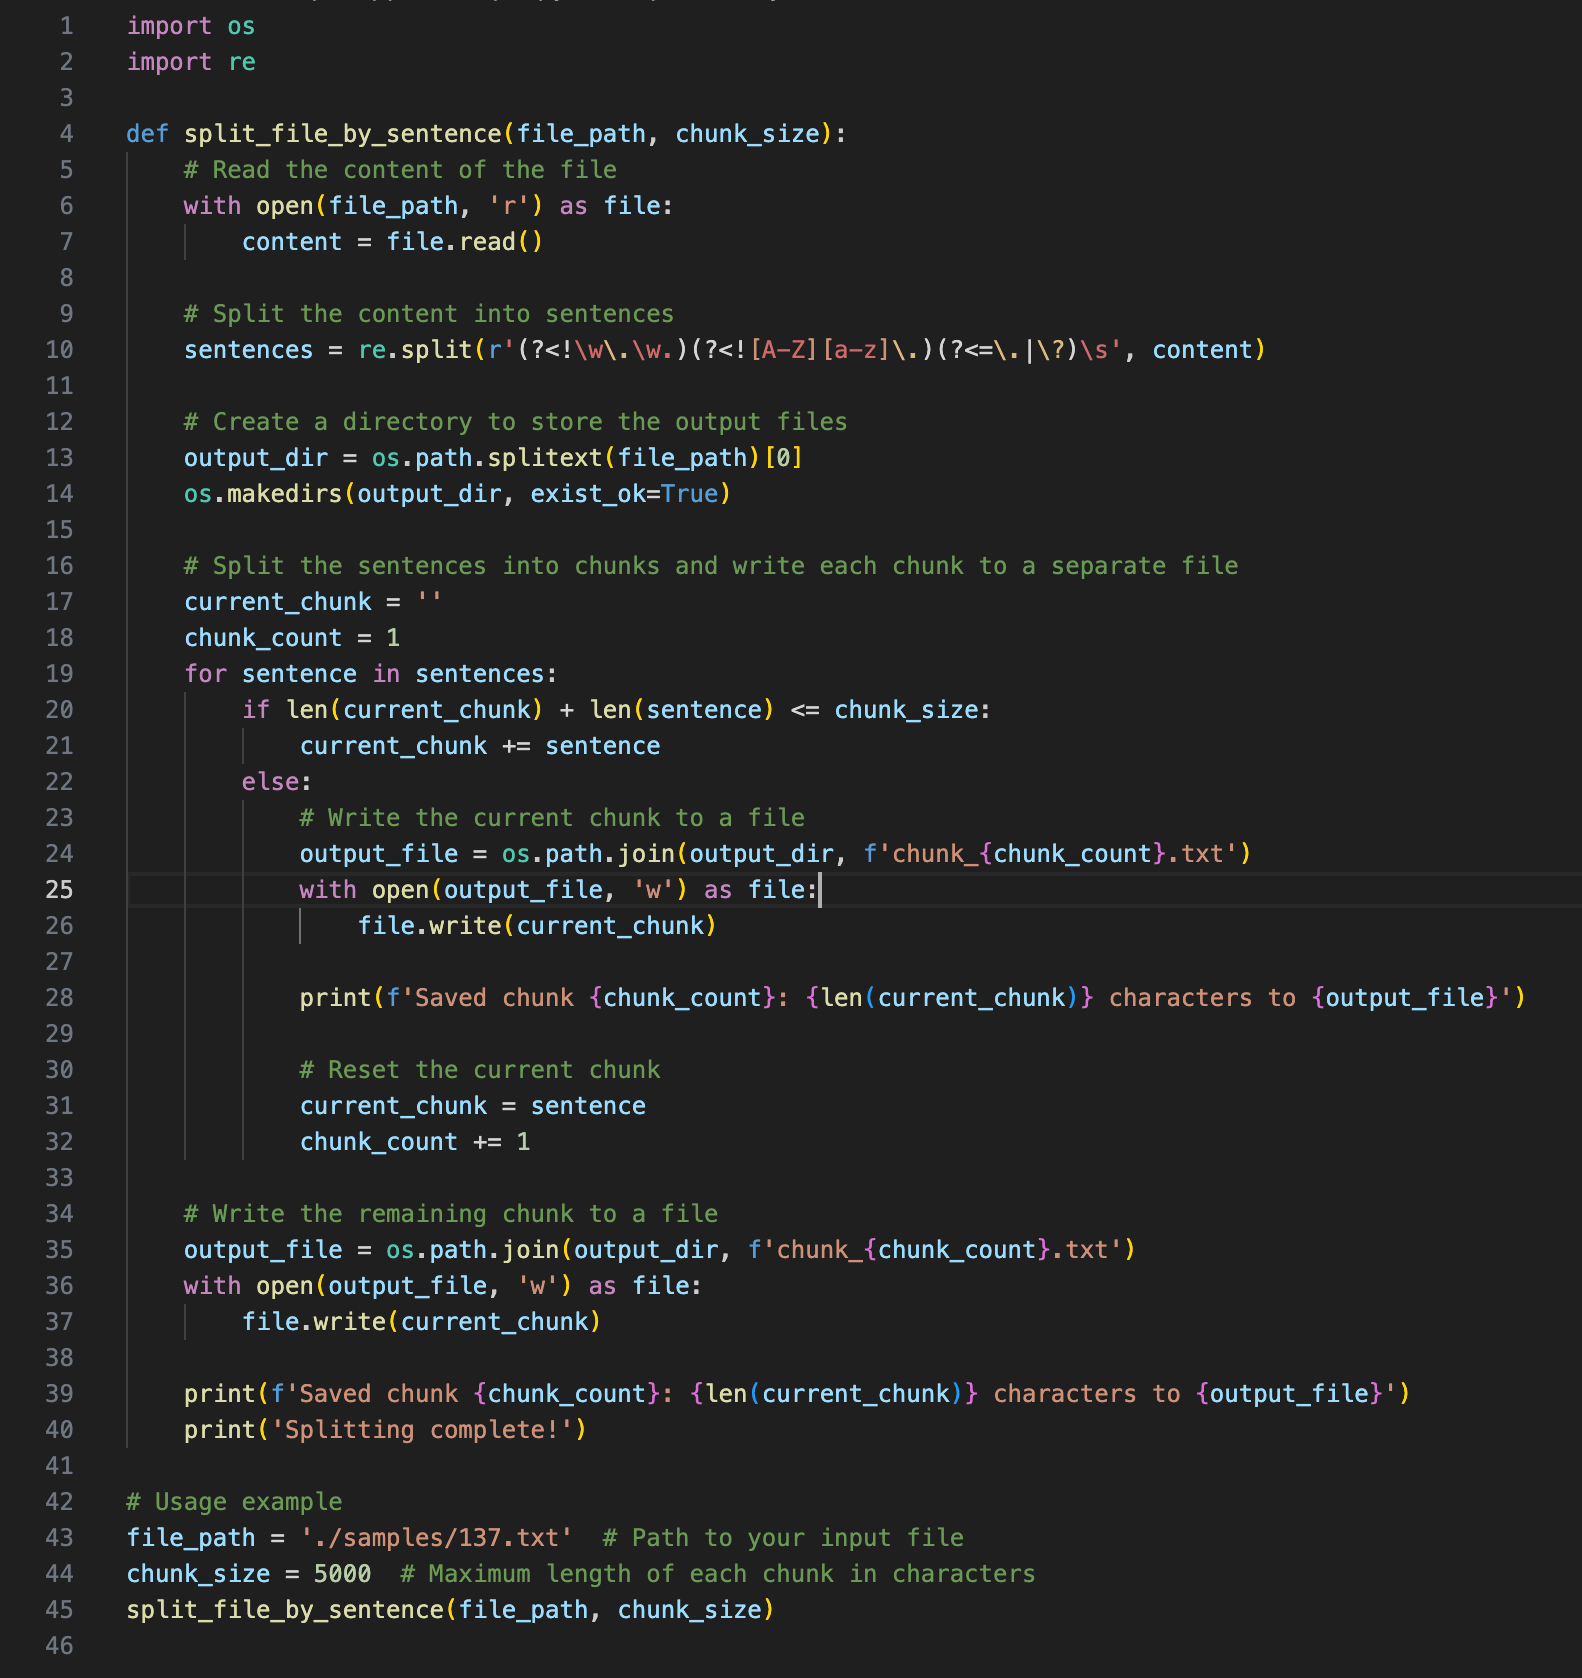 1 import os
2 import re
3
4 def split_file_by_sentence(file_path, chunk_size):
5     # Read the content of the file
6     with open(file_path, 'r') as file:
7         content = file.read()
8
9     # Split the content into sentences
10     sentences = re.split(r'(?<!\w\.\w.)(?<![A-Z][a-z]\.)(?<=\.|\?)\s', content)
11
12     # Create a directory to store the output files
13     output_dir = os.path.splitext(file_path)[0]
14     os.makedirs(output_dir, exist_ok=True)
15
16     # Split the sentences into chunks and write each chunk to a separate file
17     current_chunk = ''
18     chunk_count = 1
19     for sentence in sentences:
20         if len(current_chunk) + len(sentence) <= chunk_size:
21             current_chunk += sentence
22         else:
23             # Write the current chunk to a file
24             output_file = os.path.join(output_dir, f'chunk_{chunk_count}.txt')
25             with open(output_file, 'w') as file:
26                 file.write(current_chunk)
27
28             print(f'Saved chunk {chunk_count}: {len(current_chunk)} characters to {output_file}')
29
30             # Reset the current chunk
31             current_chunk = sentence
32             chunk_count += 1
33
34     # Write the remaining chunk to a file
35     output_file = os.path.join(output_dir, f'chunk_{chunk_count}.txt')
36     with open(output_file, 'w') as file:
37         file.write(current_chunk)
38
39     print(f'Saved chunk {chunk_count}: {len(current_chunk)} characters to {output_file}')
40     print('Splitting complete!')
41
42 # Usage example
43 file_path = './samples/137.txt'  # Path to your input file
44 chunk_size = 5000  # Maximum length of each chunk in characters
45 split_file_by_sentence(file_path, chunk_size)
46